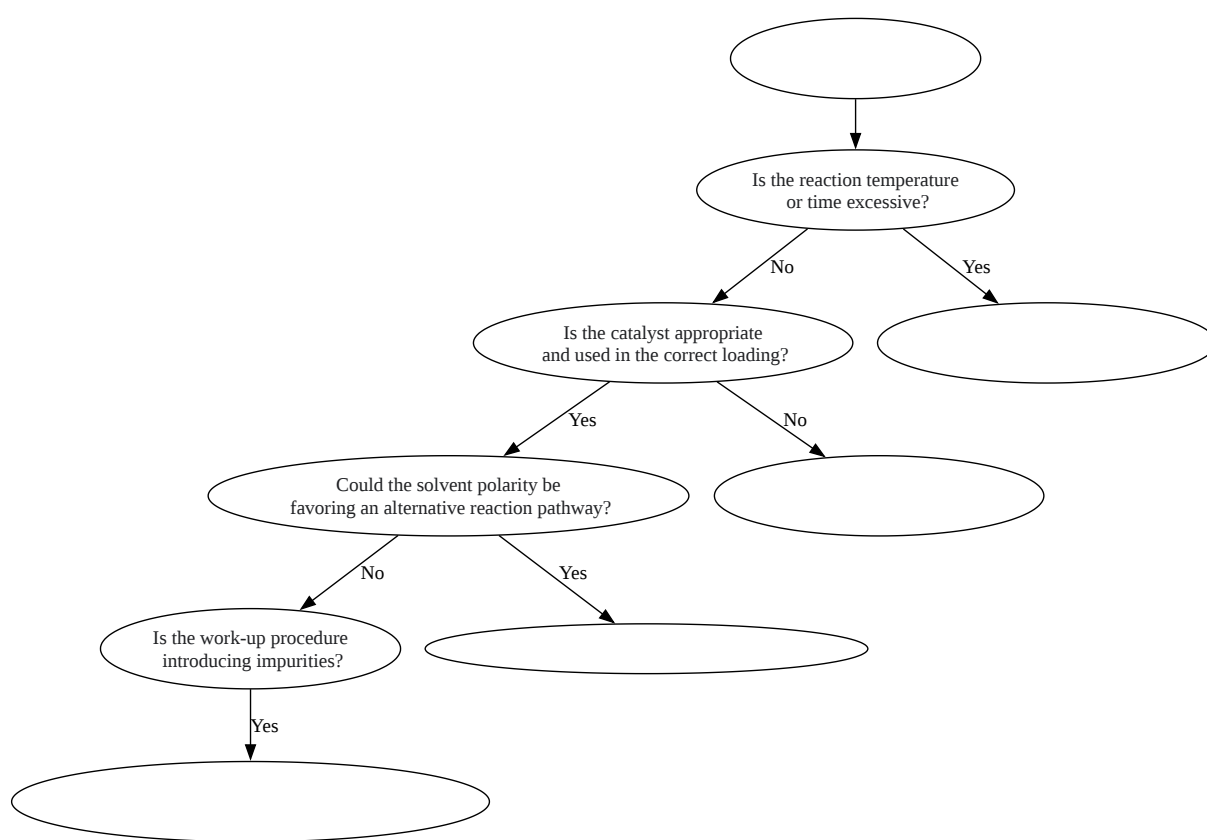 Is the reaction temperature
or time excessive?
No
Yes
Is the catalyst appropriate
and used in the correct loading?
Yes
No
Could the solvent polarity be
favoring an alternative reaction pathway?
No
Yes
Is the work-up procedure
introducing impurities?
Yes